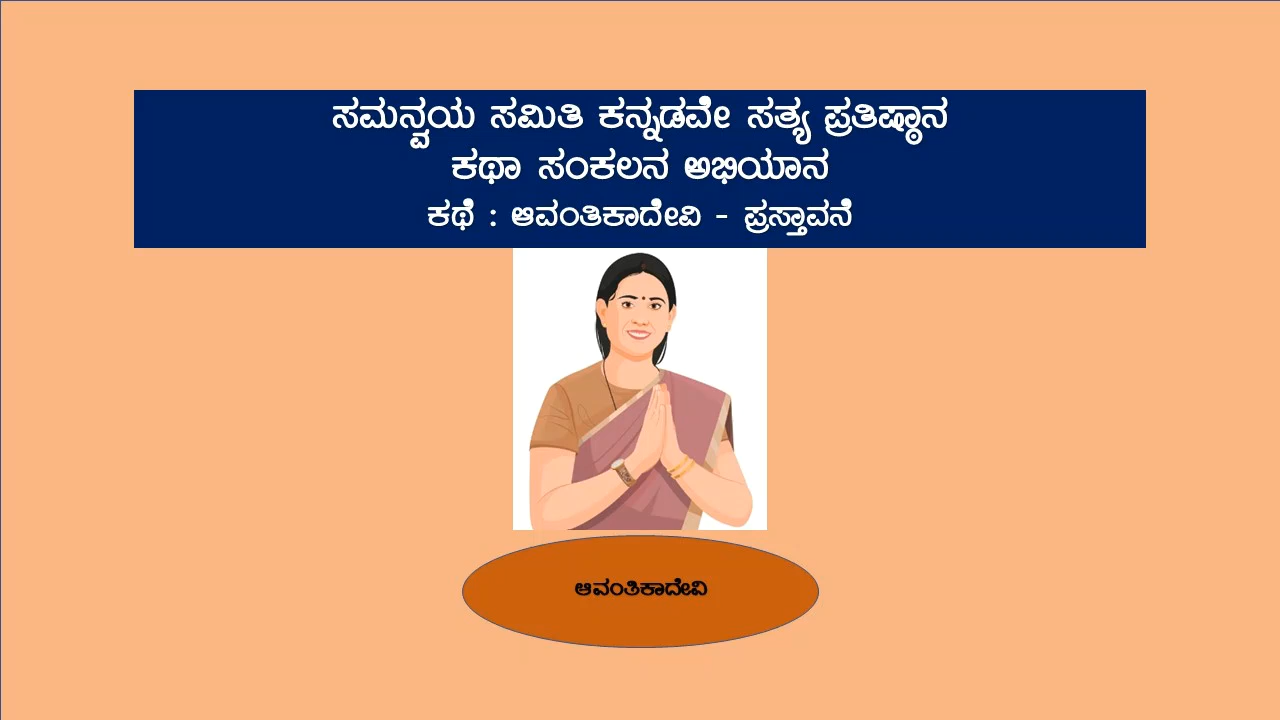 ಸಮನ್ವಯ ಸಮಿತಿ ಕನ್ನಡವೇ ಸತ್ಯ ಪ್ರತಿಷ್ಠಾನ
ಕಥಾ ಸಂಕಲನ ಅಭಿಯಾನ
ಕಥೆ : ಆವಂತಿಕಾದೇವಿ - ಪ್ರಸ್ತಾವನೆ
ಆವಂತಿಕಾದೇವಿ